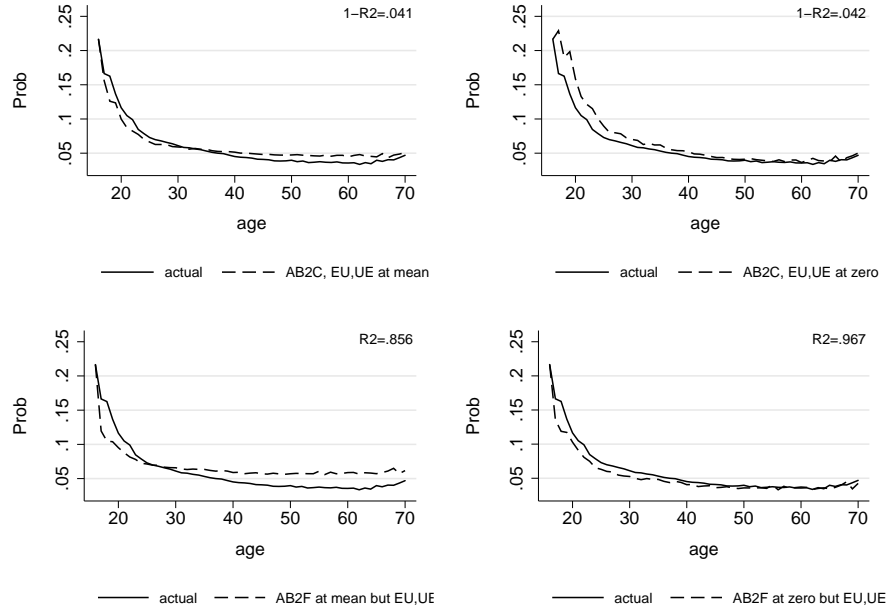 1−R2=.041
Prob
.25
.2
.15
.1
.05
20 30 40 50 60 70
age
actual AB2C, EU,UE at mean
1−R2=.042
Prob
.25
.2
.15
.1
.05
20 30 40 50 60 70
age
actual AB2C, EU,UE at zero
R2=.856
Prob
.25
.2
.15
.1
.05
20 30 40 50 60 70
age
actual AB2F at mean but EU,UE
R2=.967
Prob
.25
.2
.15
.1
.05
20 30 40 50 60 70
age
actual AB2F at zero but EU,UE